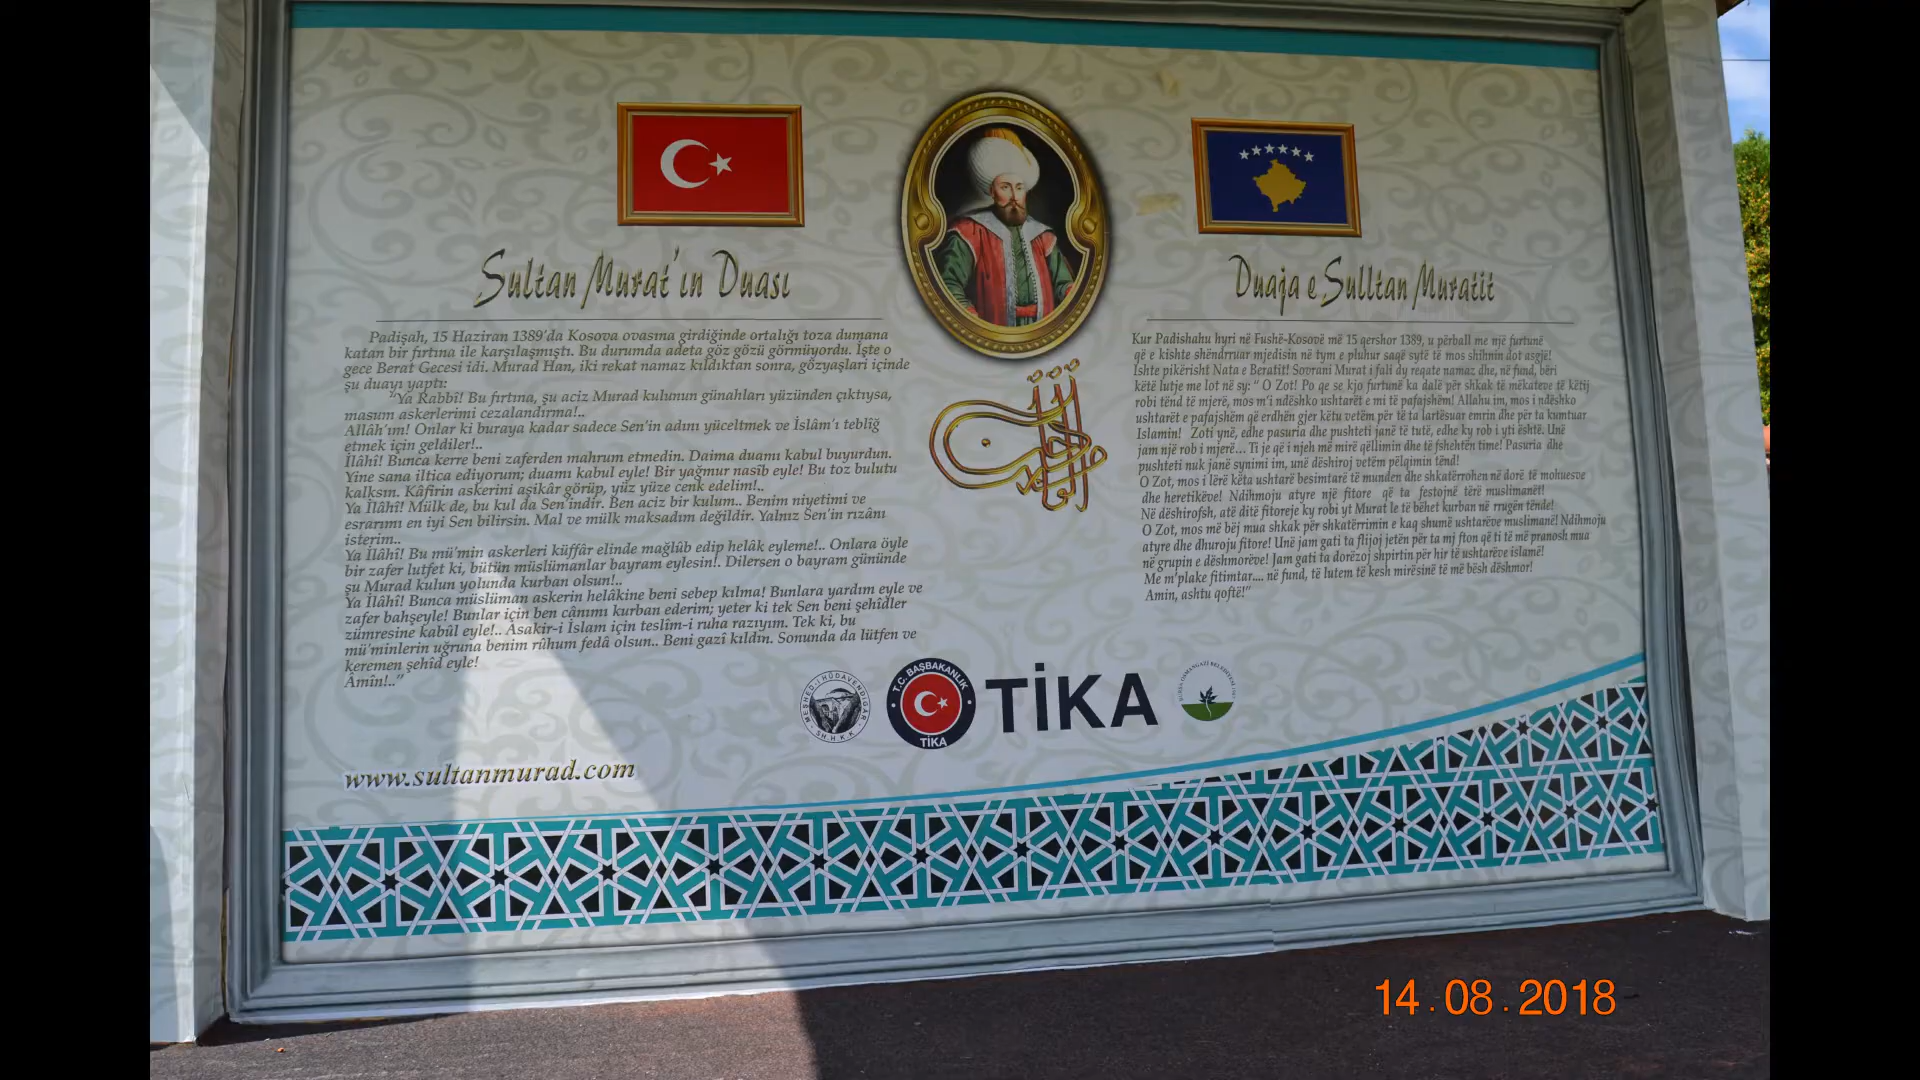 Sultan Murat'ın Duası
Padişah, 15 Haziran 1389'da Kosova ovasına girdiğinde ortalığı toza dumana
katan bir fırtına ile karşılaşmıştı. Bu durumda adeta göz gözü görmüyordu. İşte o
gece Berat Gecesi idi. Murad Han, iki rekat namaz kıldıktan sonra, gözyaşlari içinde
şu duayı yaptı:
"Ya Rabbî! Bu fırtına, şu aciz Murad kulunun günahları yüzünden çıktıysa,
masum askerlerimi cezalandırma!..
Allâh'ım! Onlar ki buraya kadar sadece Sen'in adını yüceltmek ve İslâm'ı tebliğ
etmek için geldiler!..
İlâhî! Bunca kerre beni zaferden mahrum etmedin. Daima duamı kabul buyurdun.
Yine sana iltica ediyorum; duamı kabul eyle! Bir yağmur nasîb eyle! Bu toz bulutu
kalksın. Kâfirin askerini aşikâr görüp, yüz yüze cenk edelim!..
Ya İlâhî! Mülk de, bu kul da Sen'indir. Ben aciz bir kulum.. Benim niyetimi ve
esrarımı en iyi Sen bilirsin. Mal ve mülk maksadım değildir. Yalnız Sen'in rızânı
isterim..
Ya İlâhî! Bu mü'min askerleri küffâr elinde mağlûb edip helâk eyleme!.. Onlara öyle
bir zafer lutfet ki, bütün müslümanlar bayram eylesin!. Dilersen o bayram gününde
şu Murad kulun yolunda kurban olsun!..
Ya İlâhî! Bunca müslüman askerin helâkine beni sebep kılma! Bunlara yardım eyle ve
zafer bahşeyle! Bunlar için ben cânımı kurban ederim; yeter ki tek Sen beni şehîdler
zümresine kabûl eyle!.. Asakir-i İslam için teslîm-i ruha razıyım. Tek ki, bu
mü'minlerin uğruna benim rûhum fedâ olsun.. Beni gazî kıldın. Sonunda da lütfen ve
keremen şehîd eyle!
Âmîn!.."
www.sultanmurad.com
Duaja e Sulltan Muratit
Kur Padishahu hyri në Fushë-Kosovë më 15 qershor 1389, u përball me një furtunë
që e kishte shëndrruar mjedisin në tym e pluhur saqë sytë të mos shihnin dot asgjë!
Ishte pikërisht Nata e Beratit! Sovrani Murat i fali dy reqate namaz dhe, në fund, bëri
këtë lutje me lot në sy: " O Zot! Po qe se kjo furtunë ka dalë për shkak të mëkateve të këtij
robi tënd të mjerë, mos m'i ndëshko ushtarët e mi të pafajshëm! Allahu im, mos i ndëshko
ushtarët e pafajshëm që erdhën gjer këtu vetëm për të ta lartësuar emrin dhe për ta kumtuar
Islamin! Zoti ynë, edhe pasuria dhe pushteti janë të tutë, edhe ky rob i yti është. Unë
jam një rob i mjerë... Ti je që i njeh më mirë qëllimin dhe të fshehtën time! Pasuria dhe
pushteti nuk janë synimi im, unë dëshiroj vetëm pëlqimin tënd!
O Zot, mos i lërë këta ushtarë besimtarë të munden dhe shkatërrohen në dorë të mohuesve
dhe heretikëve! Ndihmoju atyre një fitore që ta festojnë tërë muslimanët!
Në dëshirofsh, atë ditë fitoreje ky robi yt Murat le të bëhet kurban në rrugën tënde!
O Zot, mos më bëj mua shkak për shkatërrimin e kaq shumë ushtarëve muslimanë! Ndihmoju
atyre dhe dhuroju fitore! Unë jam gati ta flijoj jetën për ta mj fton që ti të më pranosh mua
në grupin e dëshmorëve! Jam gati ta dorëzoj shpirtin për hir të ushtarëve islamë!
Me m'plake fitimtar.... në fund, të lutem të kesh mirësinë të më bësh dëshmor!
Amin, ashtu qoftë!"
MEŞHED-İ HÜDAVENDİGAR
SH.H.K.K
T.C. BAŞBAKANLIK
TİKA
TİKA
14.08.2018